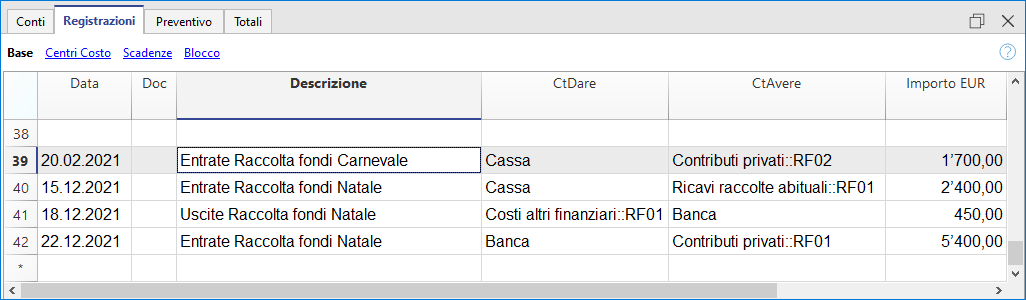 Conti Registrazioni Preventivo Totali
Base Centri Costo Scadenze Blocco ?
Data Doc Descrizione CtDare CtAvere Importo EUR
38
39 20.02.2021 Entrate Raccolta fondi Carnevale Cassa Contributi privati::RF02 1'700,00
40 15.12.2021 Entrate Raccolta fondi Natale Cassa Ricavi raccolte abituali::RF01 2'400,00
41 18.12.2021 Uscite Raccolta fondi Natale Costi altri finanziari::RF01 Banca 450,00
42 22.12.2021 Entrate Raccolta fondi Natale Banca Contributi privati::RF01 5'400,00
*